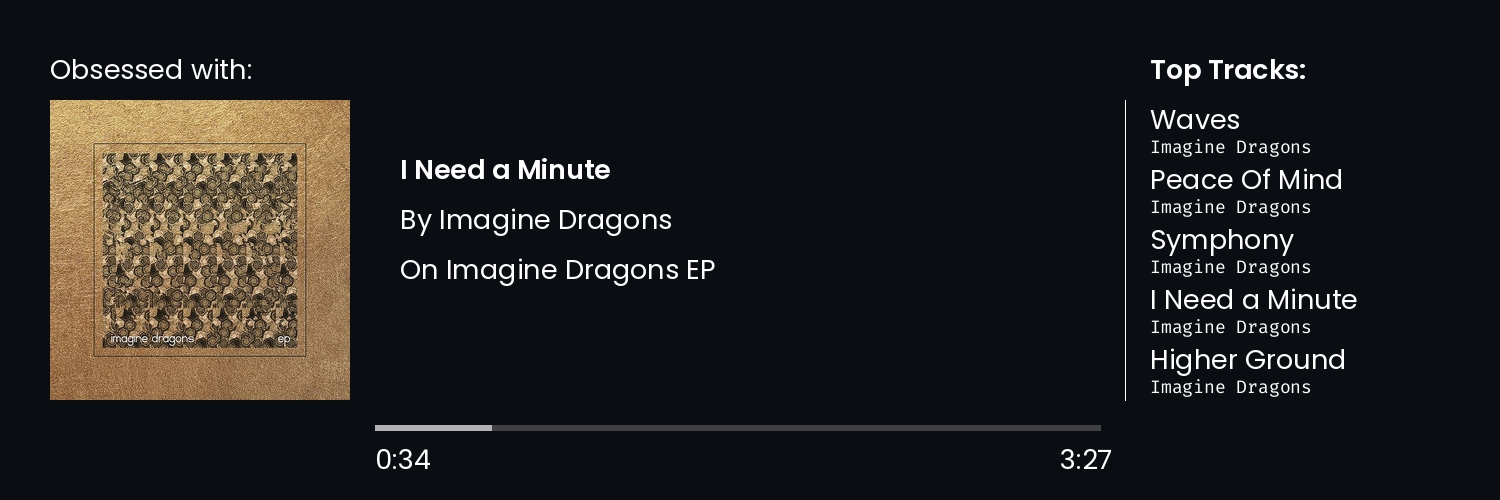 Obsessed with:
imagine dragons ep
I Need a Minute
By Imagine Dragons
On Imagine Dragons EP
0:34
3:27
Top Tracks:
Waves
Imagine Dragons
Peace Of Mind
Imagine Dragons
Symphony
Imagine Dragons
I Need a Minute
Imagine Dragons
Higher Ground
Imagine Dragons